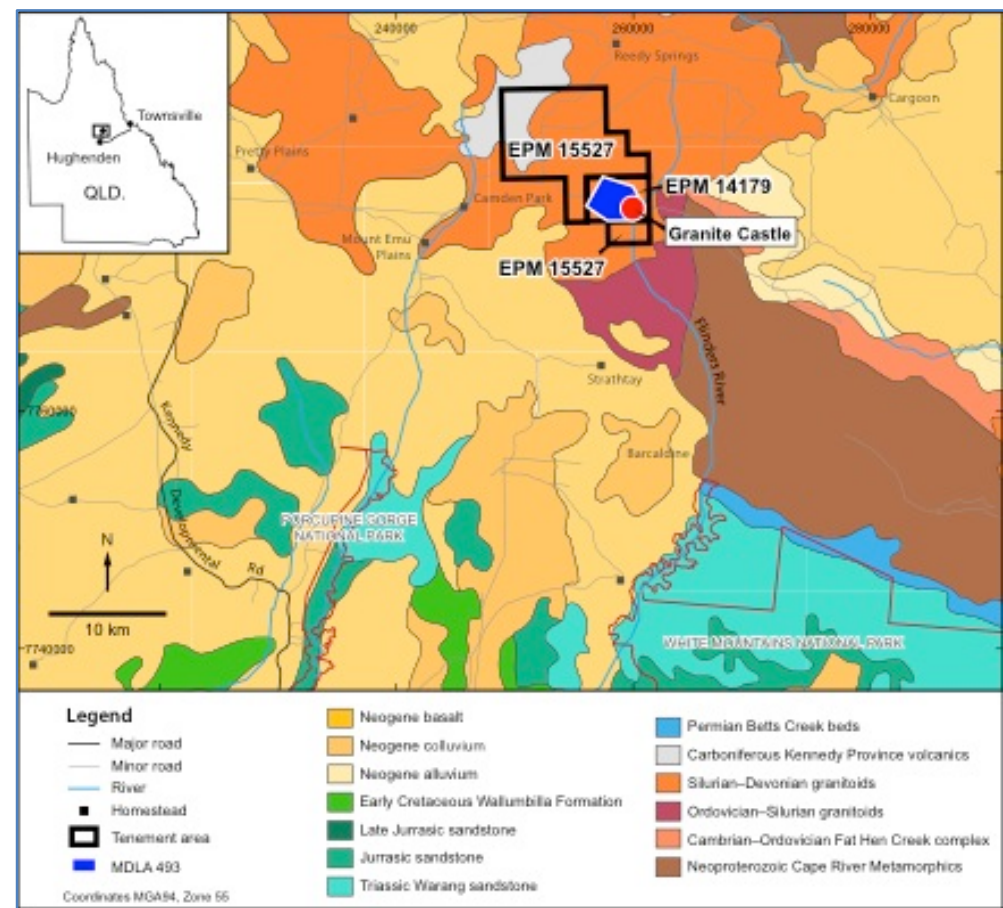 240000
260000
280000
Reedy Springs
Townsville
Hughenden
QLD.
Cargoon
Pretty Plains
EPM 15527
EPM 14179
Camden Park
Granite Castle
Mount Emu
Plains
EPM 15527
Flinders River
Strathtay
7760000
Kennedy
Developmental
Rd
Barcaldine
PORCUPINE GORGE
NATIONAL PARK
N
10 km
7740000
WHITE MOUNTAINS NATIONAL PARK
Legend
Major road
Minor road
River
Homestead
Tenement area
MDLA 493
Coordinates MGA94, Zone 55
Neogene basalt
Neogene colluvium
Neogene alluvium
Early Cretaceous Wallumbilla Formation
Late Jurrasic sandstone
Jurrasic sandstone
Triassic Warang sandstone
Permian Betts Creek beds
Carboniferous Kennedy Province volcanics
Silurian–Devonian granitoids
Ordovician–Silurian granitoids
Cambrian–Ordovician Fat Hen Creek complex
Neoproterozoic Cape River Metamorphics